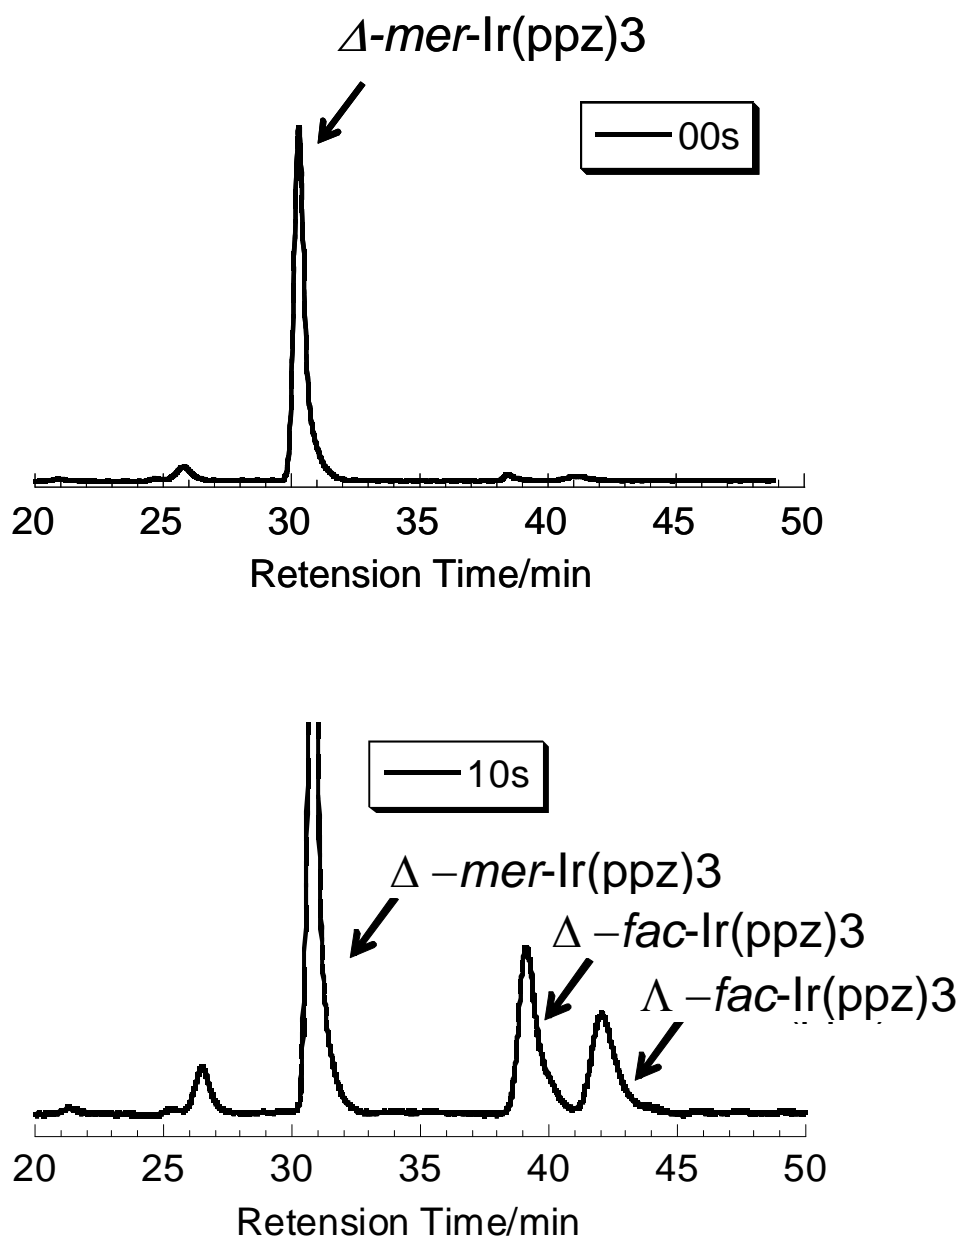 Δ-mer-Ir(ppz)3
00s
20 25 30 35 40 45 50
Retension Time/min
10s
Δ –mer-Ir(ppz)3
Δ –fac-Ir(ppz)3
Λ –fac-Ir(ppz)3
20 25 30 35 40 45 50
Retension Time/min